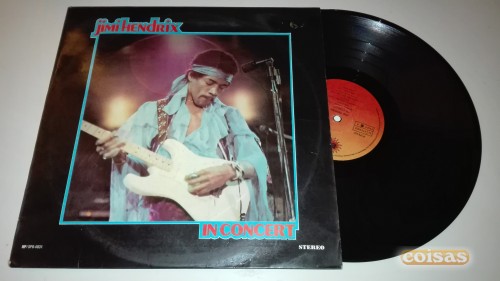 jimi hendrix
IN CONCERT
STEREO
coisas